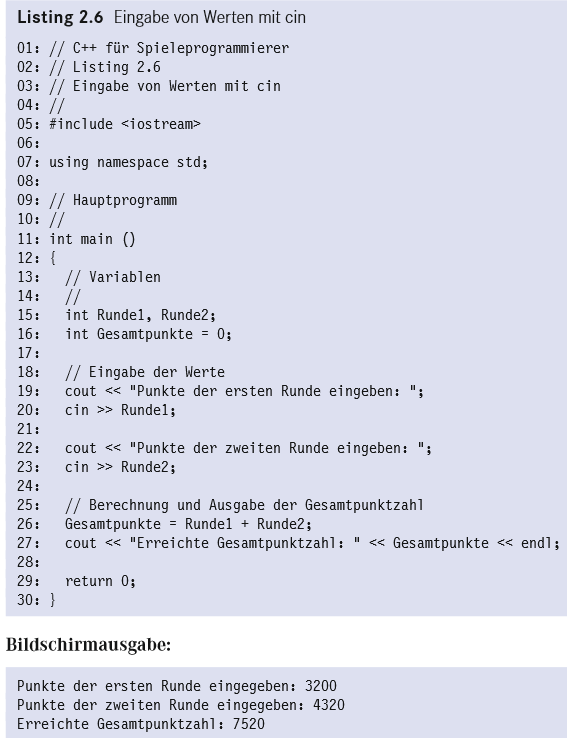 Listing 2.6 Eingabe von Werten mit cin
01: // C++ für Spieleprogrammierer
02: // Listing 2.6
03: // Eingabe von Werten mit cin
04: //
05: #include <iostream>
06:
07: using namespace std;
08:
09: // Hauptprogramm
10: //
11: int main ()
12: {
13:   // Variablen
14:   //
15:   int Runde1, Runde2;
16:   int Gesamtpunkte = 0;
17:
18:   // Eingabe der Werte
19:   cout << "Punkte der ersten Runde eingeben: ";
20:   cin >> Runde1;
21:
22:   cout << "Punkte der zweiten Runde eingeben: ";
23:   cin >> Runde2;
24:
25:   // Berechnung und Ausgabe der Gesamtpunktzahl
26:   Gesamtpunkte = Runde1 + Runde2;
27:   cout << "Erreichte Gesamtpunktzahl: " << Gesamtpunkte << endl;
28:
29:   return 0;
30: }
Bildschirmausgabe:
Punkte der ersten Runde eingegeben: 3200
Punkte der zweiten Runde eingegeben: 4320
Erreichte Gesamtpunktzahl: 7520